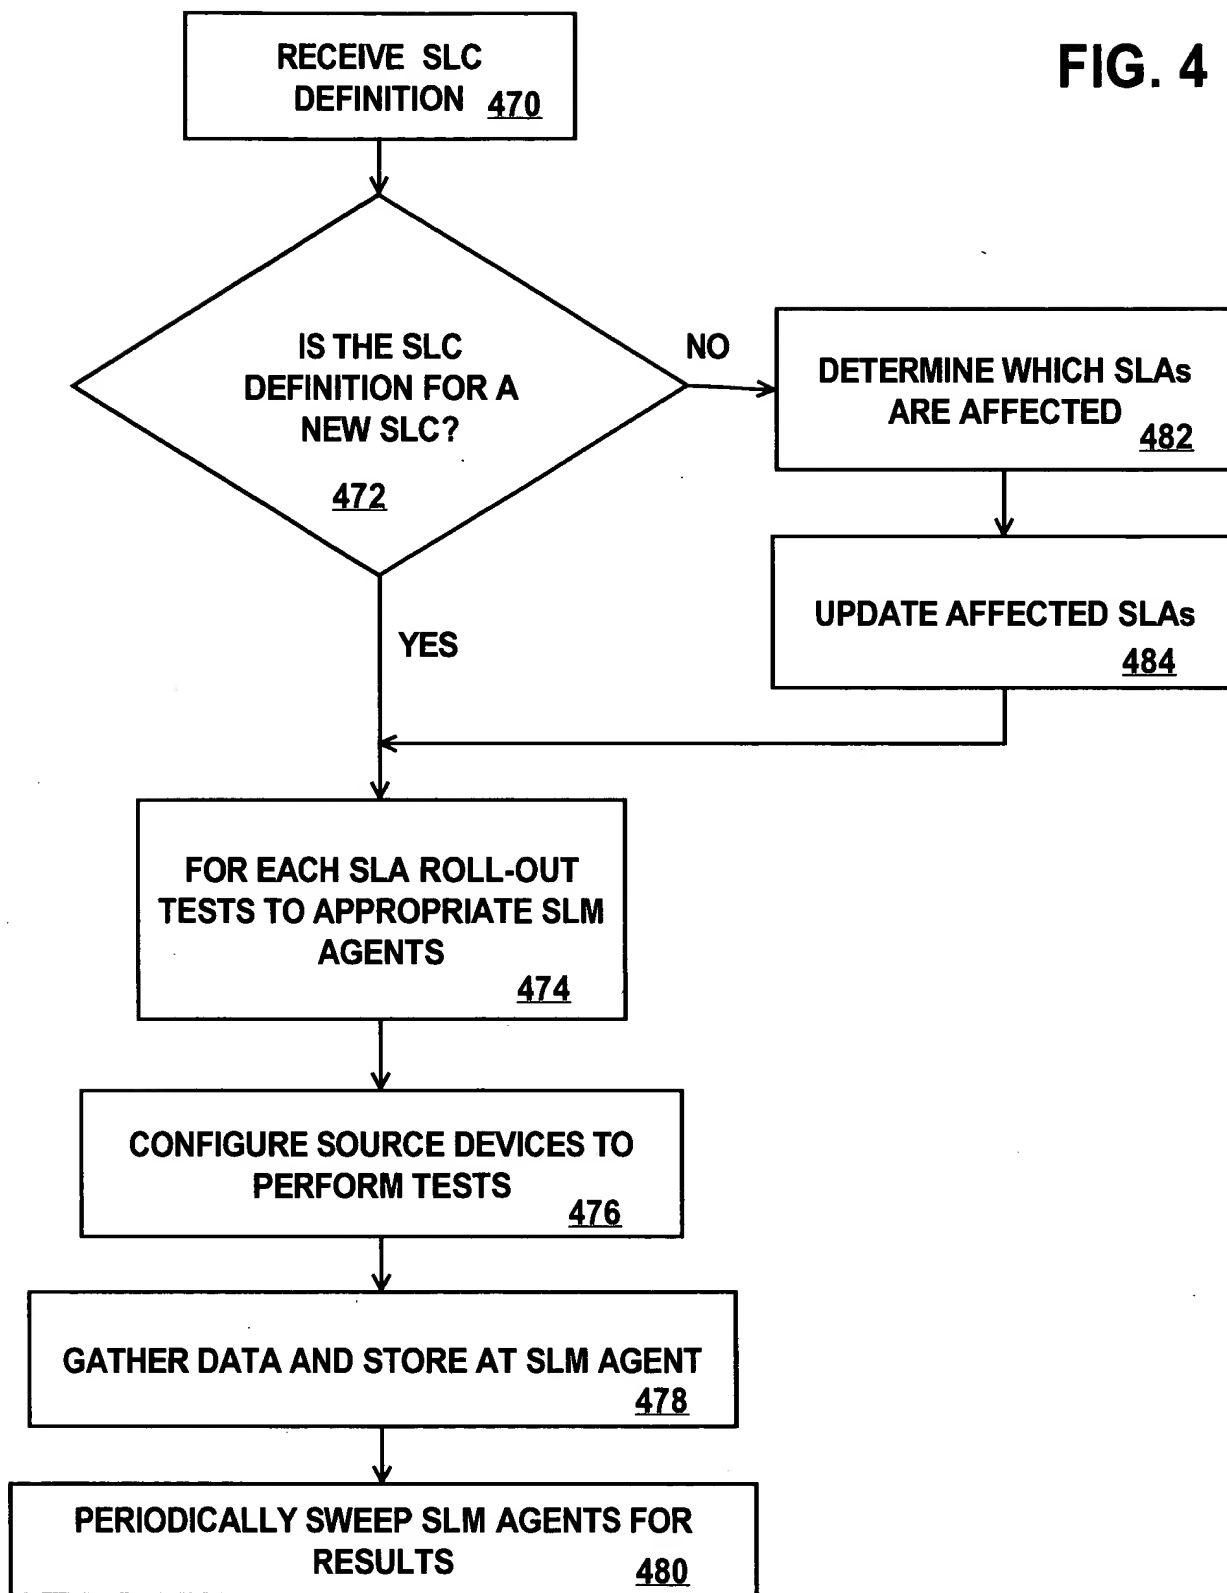 FIG. 4
RECEIVE SLC
DEFINITION 470
IS THE SLC
DEFINITION FOR A
NEW SLC?
472
NO
DETERMINE WHICH SLAs
ARE AFFECTED
482
UPDATE AFFECTED SLAs
484
YES
FOR EACH SLA ROLL-OUT
TESTS TO APPROPRIATE SLM
AGENTS
474
CONFIGURE SOURCE DEVICES TO
PERFORM TESTS
476
GATHER DATA AND STORE AT SLM AGENT
478
PERIODICALLY SWEEP SLM AGENTS FOR
RESULTS
480